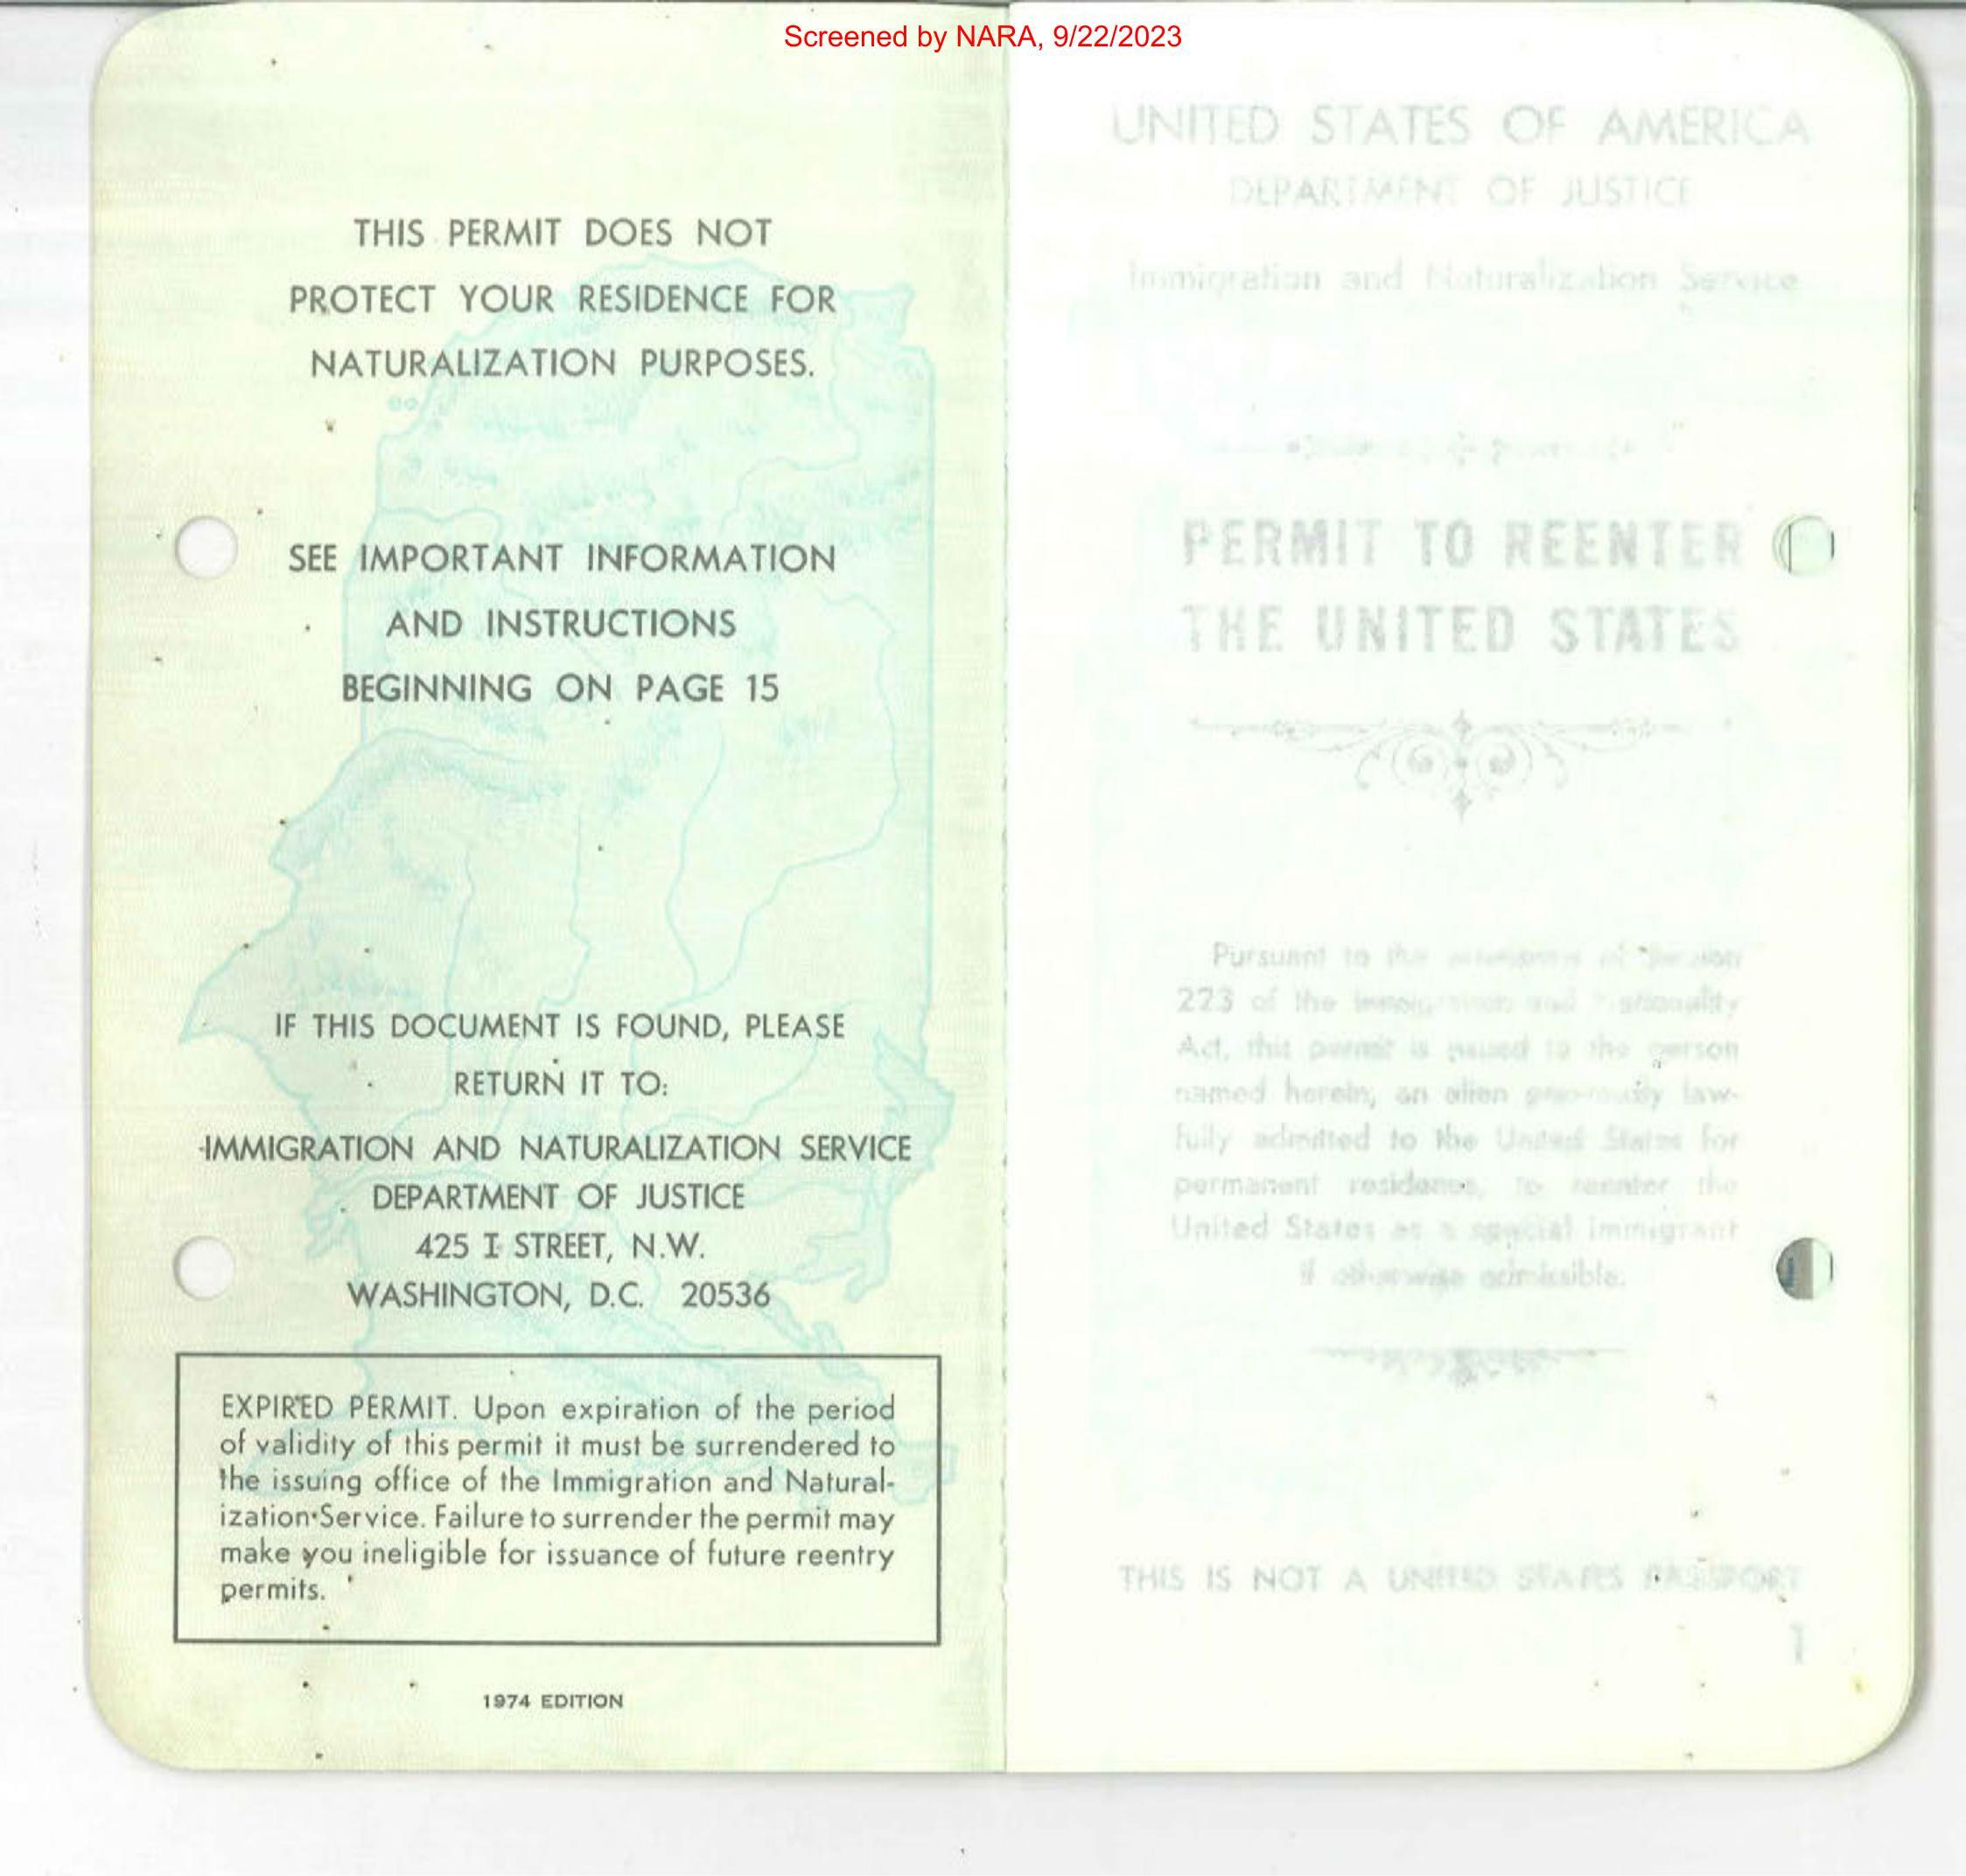 Screened by NARA, 9/22/2023
THIS PERMIT DOES NOT
PROTECT YOUR RESIDENCE FOR
NATURALIZATION PURPOSES.
SEE IMPORTANT INFORMATION
AND INSTRUCTIONS
BEGINNING ON PAGE 15
IF THIS DOCUMENT IS FOUND, PLEASE
RETURN IT TO:
IMMIGRATION AND NATURALIZATION SERVICE
DEPARTMENT OF JUSTICE
425 I STREET, N.W.
WASHINGTON, D.C. 20536
EXPIRED PERMIT. Upon expiration of the period
of validity of this permit it must be surrendered to
the issuing office of the Immigration and Natural-
ization Service. Failure to surrender the permit may
make you ineligible for issuance of future reentry
permits.
1974 EDITION
UNITED STATES OF AMERICA
DEPARTMENT OF JUSTICE
Immigration and Naturalization Service
PERMIT TO REENTER
THE UNITED STATES
Pursuant to the provisions of Section
223 of the Immigration and Nationality
Act, this permit is issued to the person
named herein, an alien previously law-
fully admitted to the United States for
permanent residence, to reenter the
United States as a special immigrant
if otherwise admissible.
THIS IS NOT A UNITED STATES PASSPORT
1